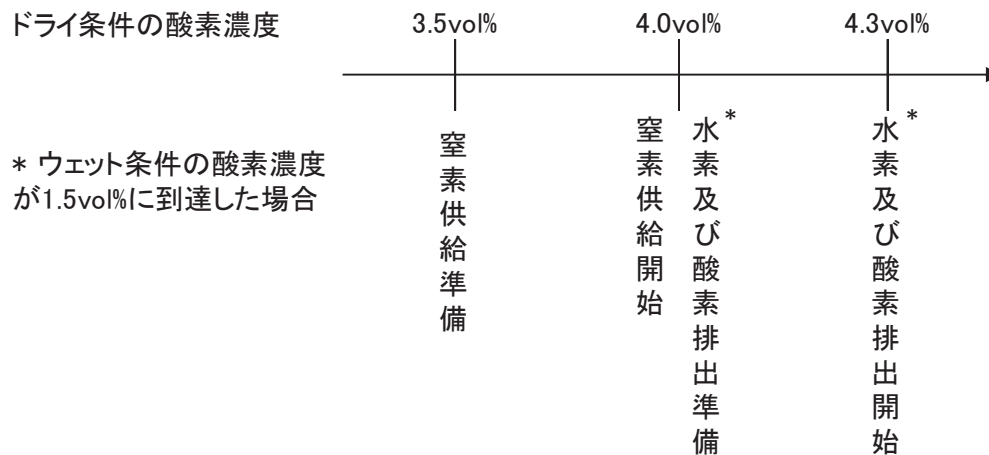 ドライ条件の酸素濃度
3.5vol%
4.0vol%
4.3vol%
* ウェット条件の酸素濃度
が1.5vol%に到達した場合
窒素供給準備
窒素供給開始
水素及び酸素排出準備*
水素及び酸素排出開始*